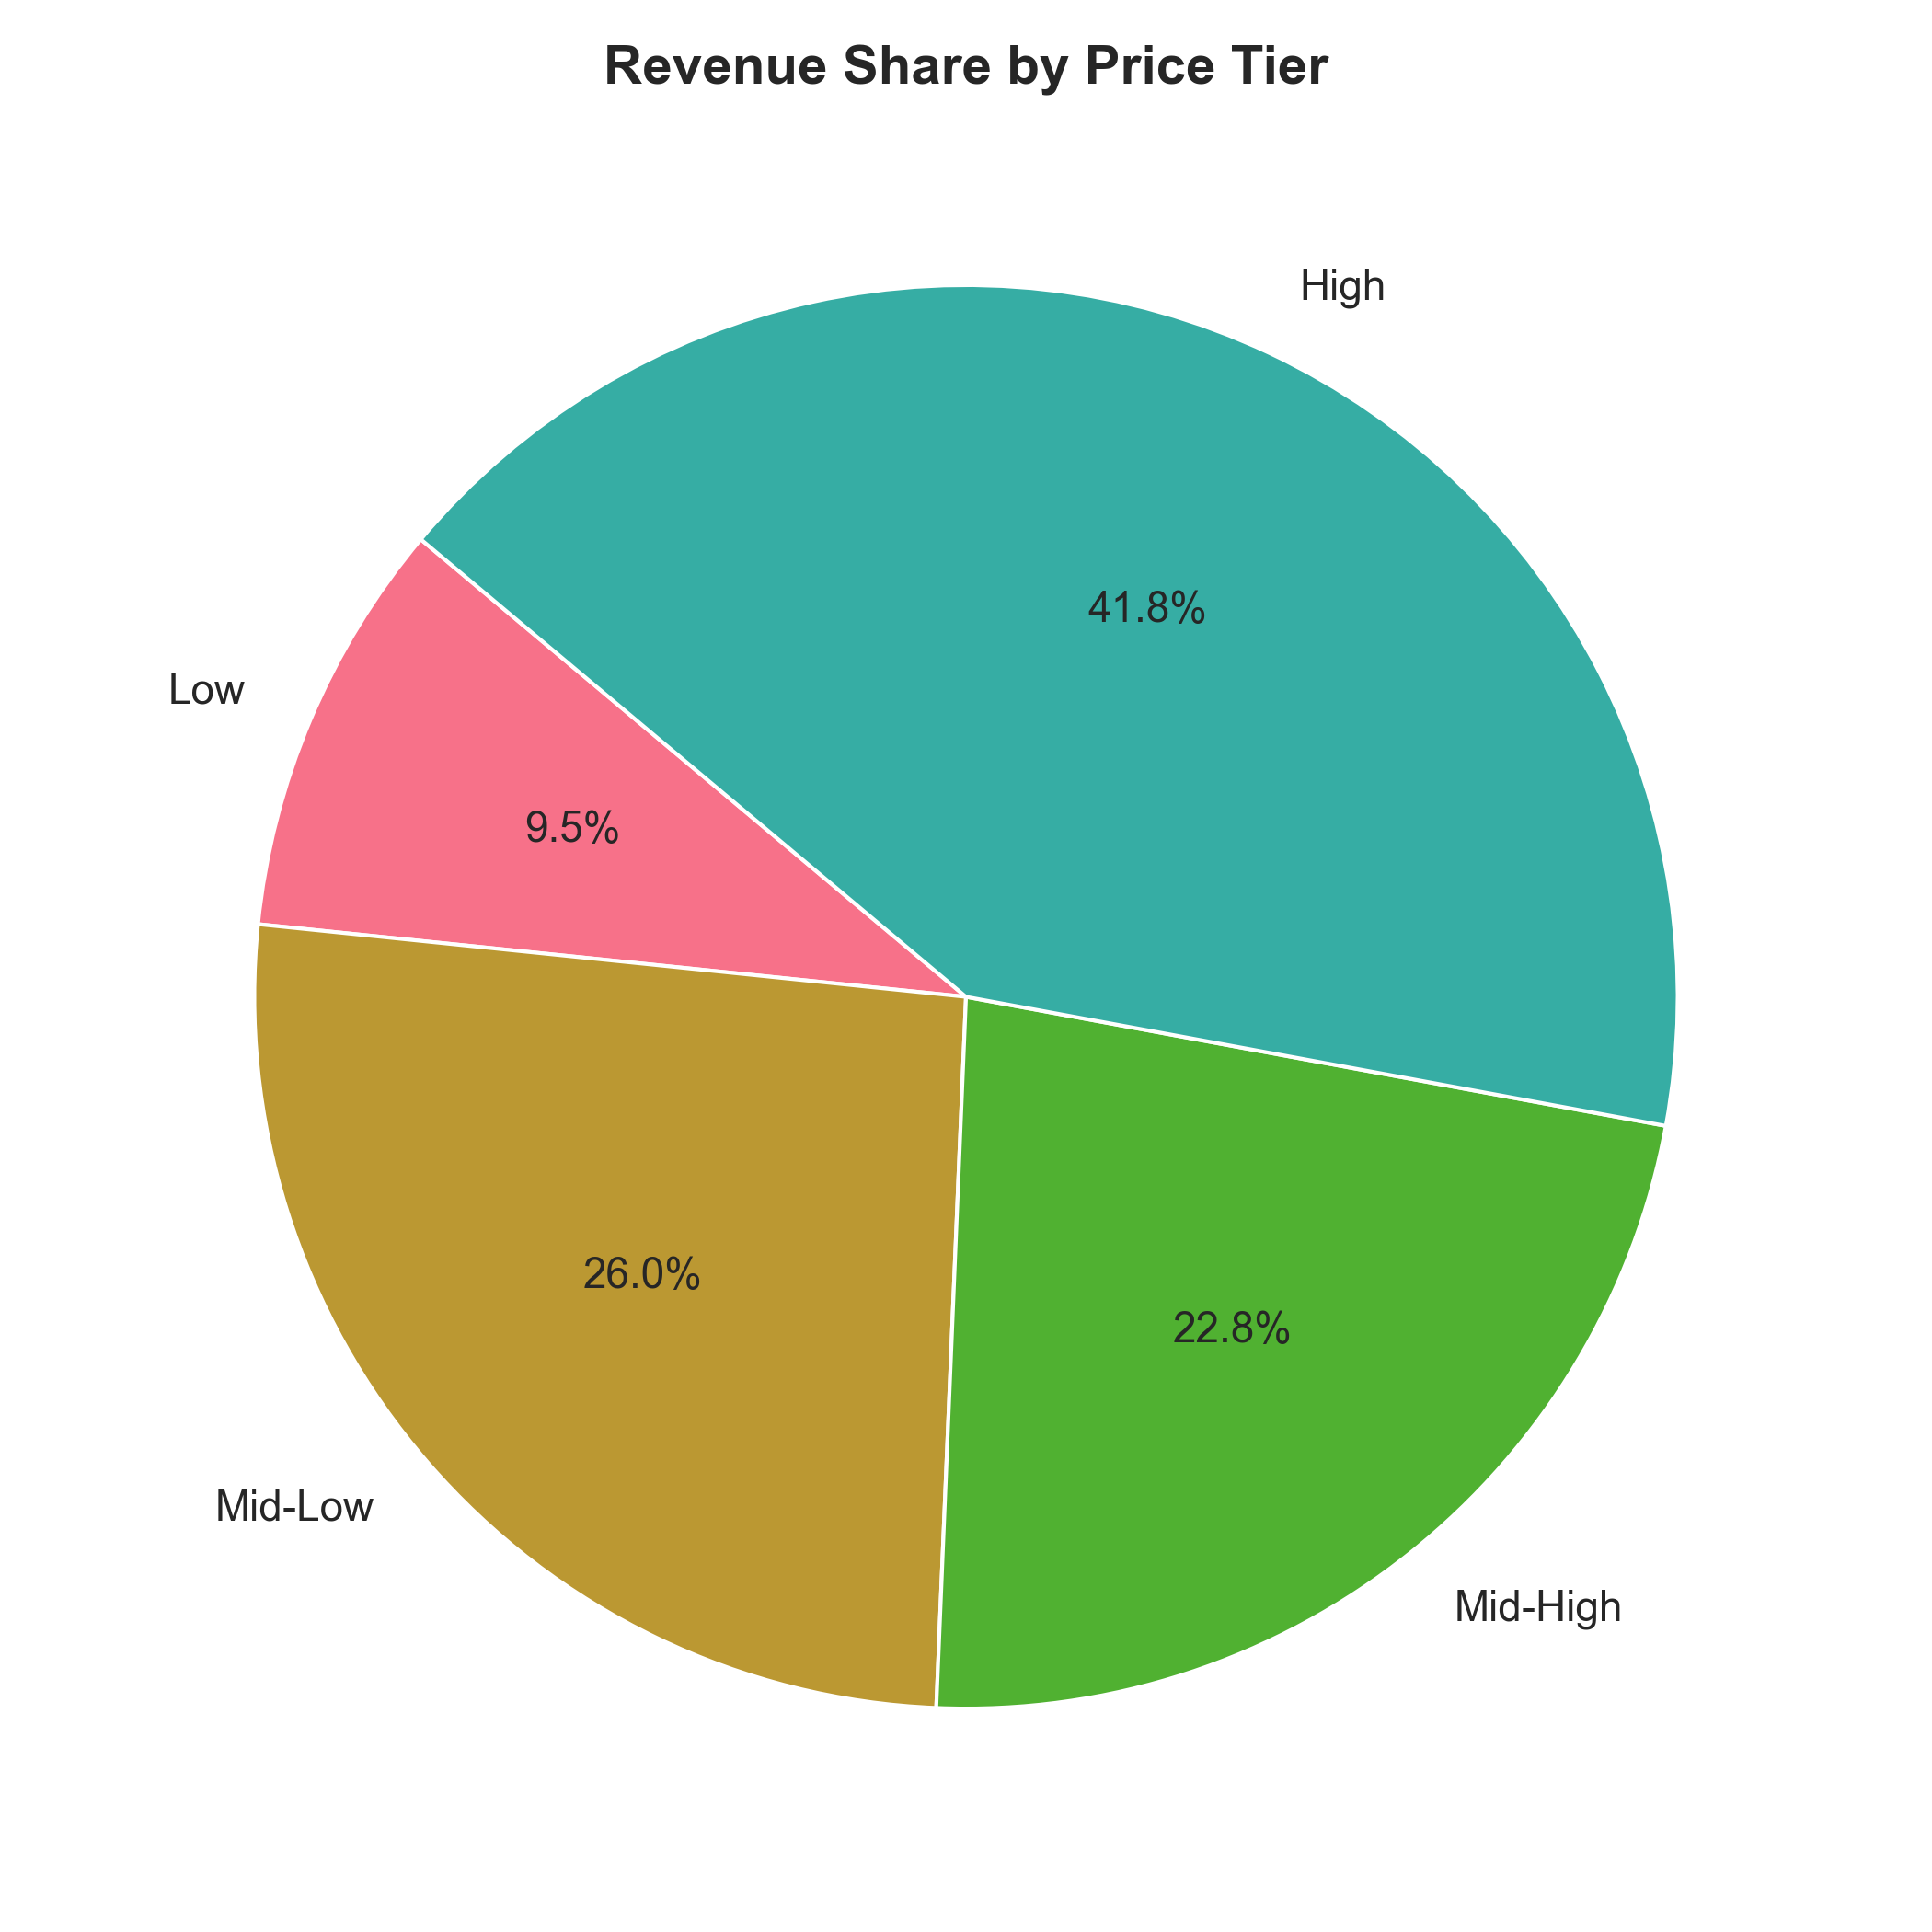 Revenue Share by Price Tier
High
41.8%
Low
9.5%
26.0%
22.8%
Mid-Low
Mid-High